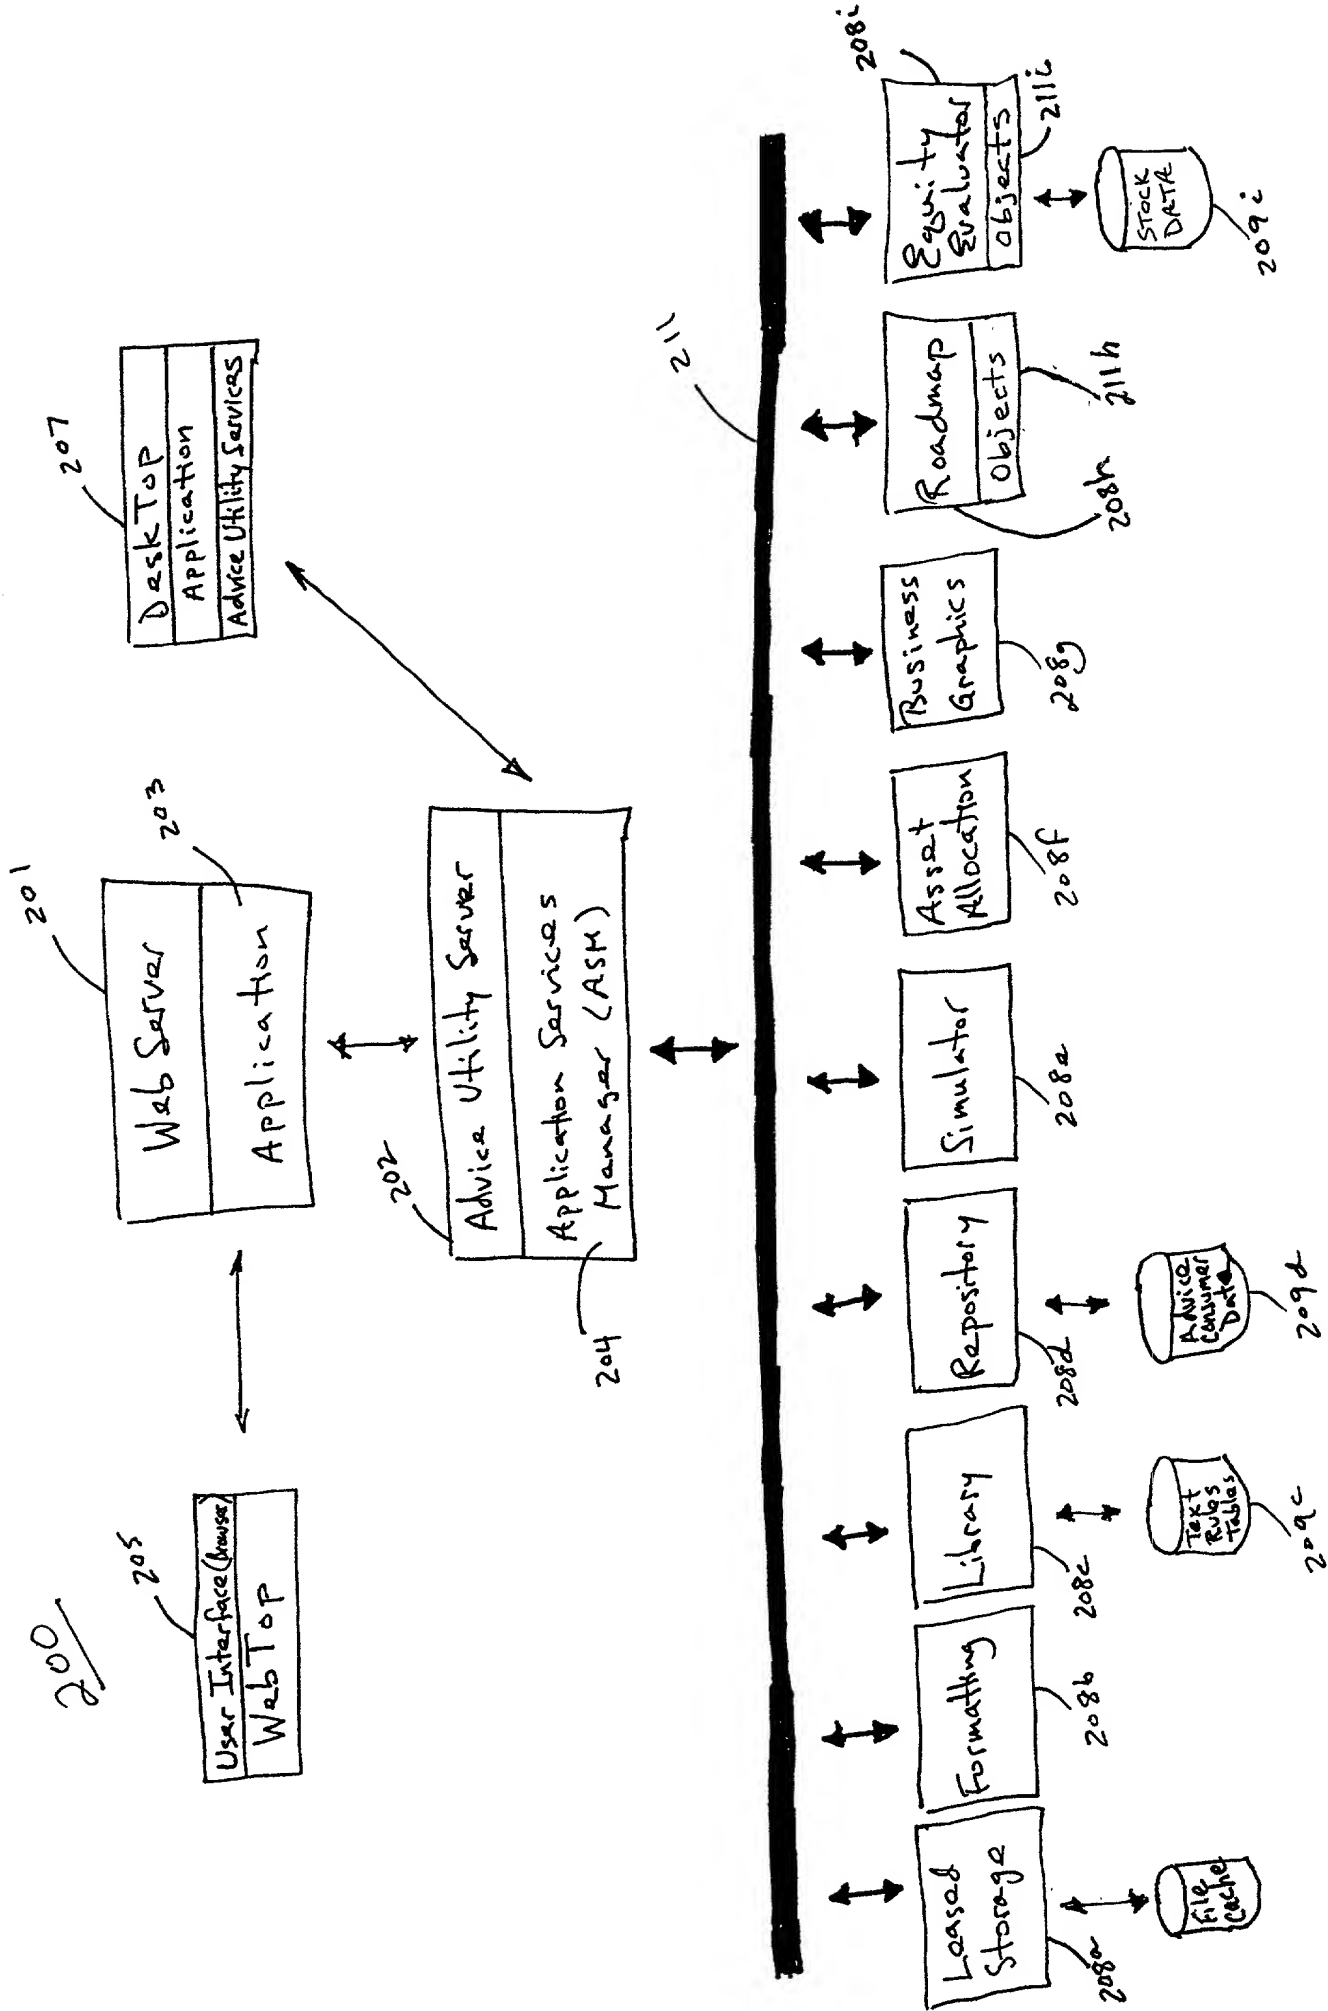 200
205
User Interface (Browser)
WebTop
201
Web Server
Application
203
207
DeskTop
Application
Advice Utility Services
202
Advice Utility Server
Application Services
Manager (ASM)
204
211
Leased
Storage
208a
File
Cache
Formatting
208b
Library
208c
Text
Rules
Tables
209c
Repository
208d
Advice
Consumer
Data
209d
Simulator
208e
Asset
Allocation
208f
Business
Graphics
208g
Roadmap
Objects
208h
211h
Equity
Evaluator
Objects
208i
211i
STOCK
DATA
209i